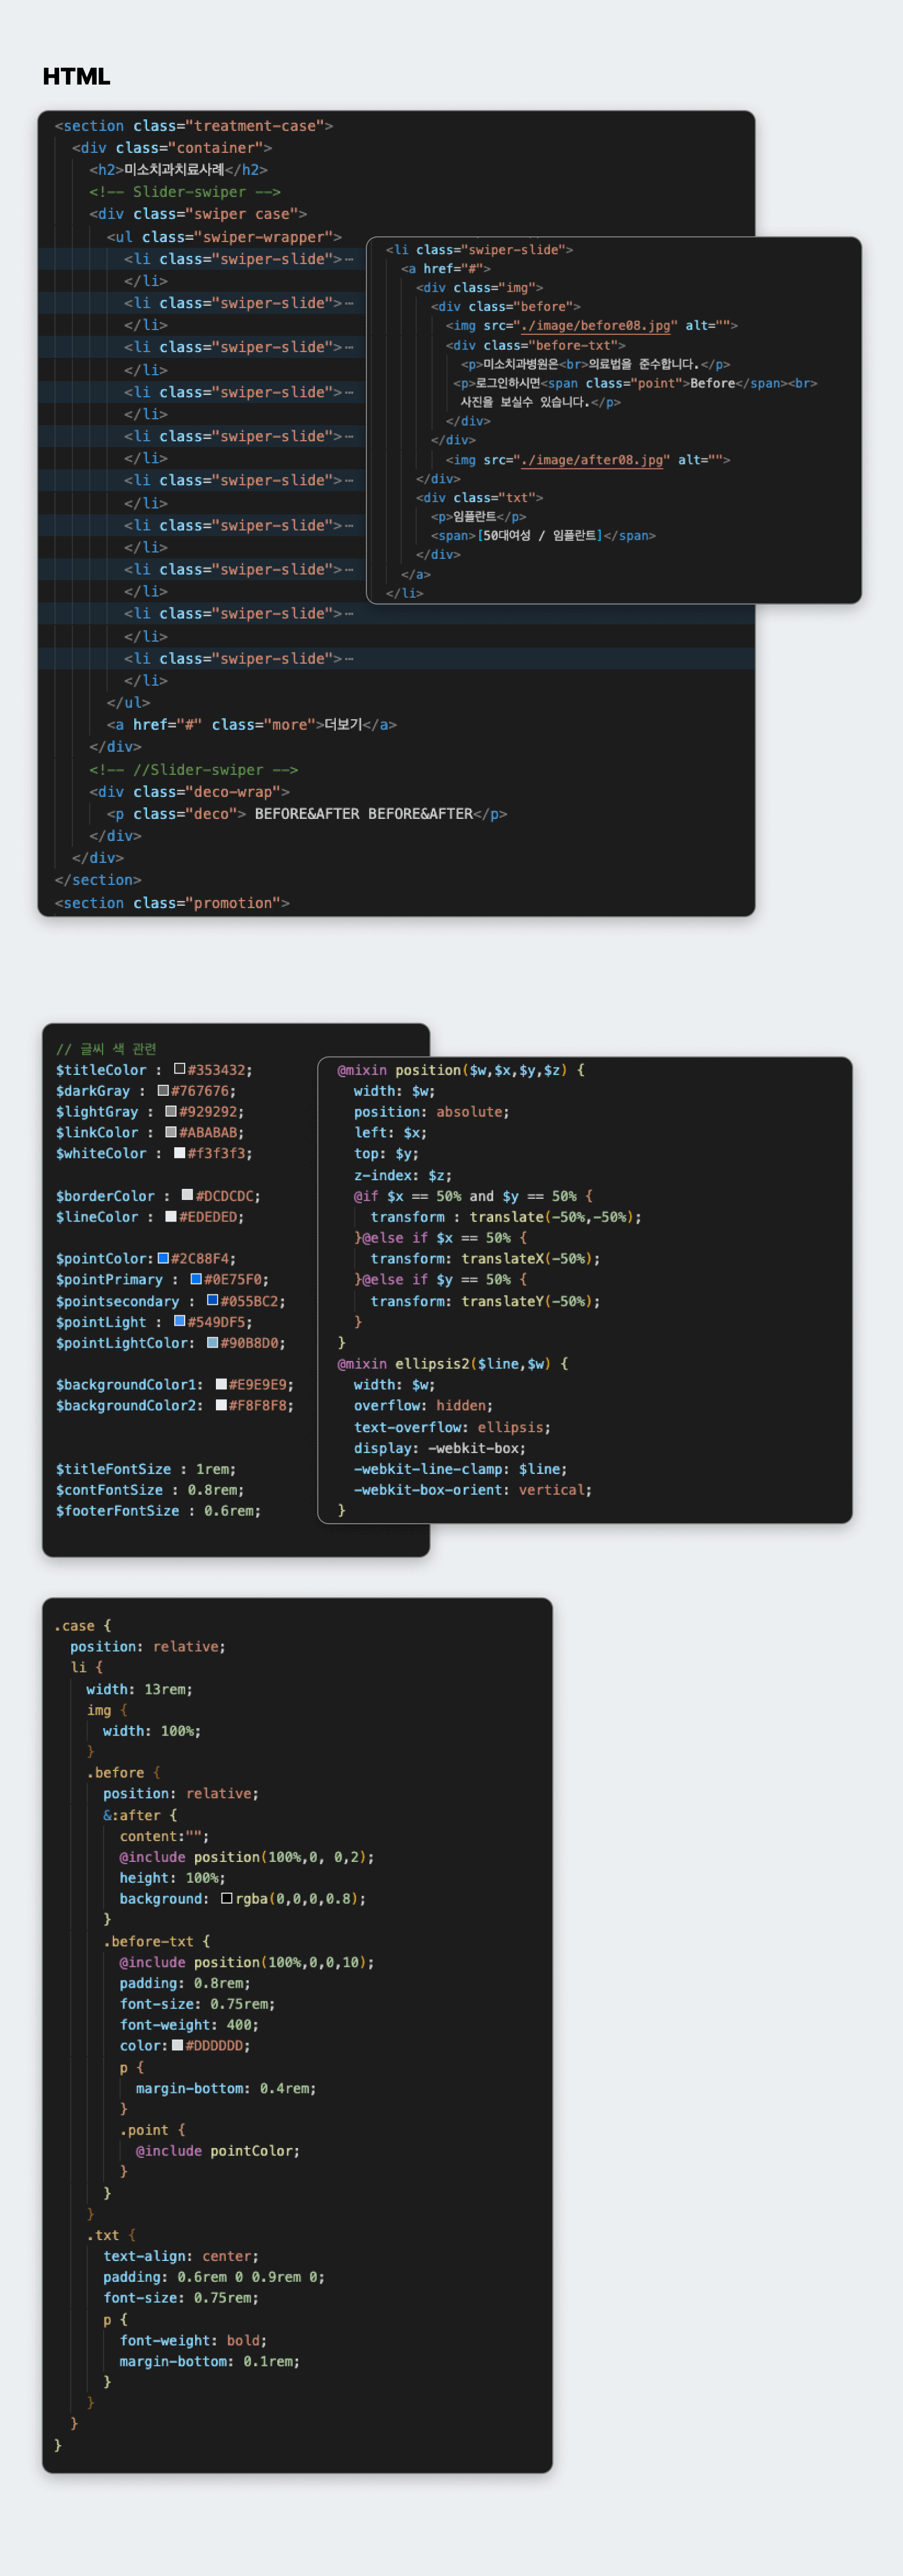 HTML
<section class="treatment-case">
<div class="container">
<h2>미소치과치료사례</h2>
<!-- Slider-swiper -->
<div class="swiper case">
<ul class="swiper-wrapper">
<li class="swiper-slide">…
</li>
<li class="swiper-slide">…
</li>
<li class="swiper-slide">…
</li>
<li class="swiper-slide">…
</li>
<li class="swiper-slide">…
</li>
<li class="swiper-slide">…
</li>
<li class="swiper-slide">…
</li>
<li class="swiper-slide">…
</li>
<li class="swiper-slide">…
</li>
<li class="swiper-slide">…
</li>
</ul>
<a href="#" class="more">더보기</a>
</div>
<!-- //Slider-swiper -->
<div class="deco-wrap">
<p class="deco"> BEFORE&AFTER BEFORE&AFTER</p>
</div>
</div>
</section>
<section class="promotion">
<li class="swiper-slide">
<a href="#">
<div class="img">
<div class="before">
<img src="./image/before08.jpg" alt="">
<div class="before-txt">
<p>미소치과병원은<br>의료법을 준수합니다.</p>
<p>로그인하시면<span class="point">Before</span><br>
사진을 보실수 있습니다.</p>
</div>
</div>
<img src="./image/after08.jpg" alt="">
</div>
<div class="txt">
<p>임플란트</p>
<span>[50대여성 / 임플란트]</span>
</div>
</a>
</li>
// 글씨 색 관련
$titleColor : #353432;
$darkGray : #767676;
$lightGray : #929292;
$linkColor : #ABABAB;
$whiteColor : #f3f3f3;
$borderColor : #DCDCDC;
$lineColor : #EDEDED;
$pointColor: #2C88F4;
$pointPrimary : #0E75F0;
$pointsecondary : #055BC2;
$pointLight : #549DF5;
$pointLightColor: #90B8D0;
$backgroundColor1: #E9E9E9;
$backgroundColor2: #F8F8F8;
$titleFontSize : 1rem;
$contFontSize : 0.8rem;
$footerFontSize : 0.6rem;
@mixin position($w,$x,$y,$z) {
width: $w;
position: absolute;
left: $x;
top: $y;
z-index: $z;
@if $x == 50% and $y == 50% {
transform : translate(-50%,-50%);
}@else if $x == 50% {
transform: translateX(-50%);
}@else if $y == 50% {
transform: translateY(-50%);
}
}
@mixin ellipsis2($line,$w) {
width: $w;
overflow: hidden;
text-overflow: ellipsis;
display: -webkit-box;
-webkit-line-clamp: $line;
-webkit-box-orient: vertical;
}
.case {
position: relative;
li {
width: 13rem;
img {
width: 100%;
}
.before {
position: relative;
&:after {
content:"";
@include position(100%,0, 0,2);
height: 100%;
background: rgba(0,0,0,0.8);
}
.before-txt {
@include position(100%,0,0,10);
padding: 0.8rem;
font-size: 0.75rem;
font-weight: 400;
color: #DDDDDD;
p {
margin-bottom: 0.4rem;
}
.point {
@include pointColor;
}
}
}
.txt {
text-align: center;
padding: 0.6rem 0 0.9rem 0;
font-size: 0.75rem;
p {
font-weight: bold;
margin-bottom: 0.1rem;
}
}
}
}